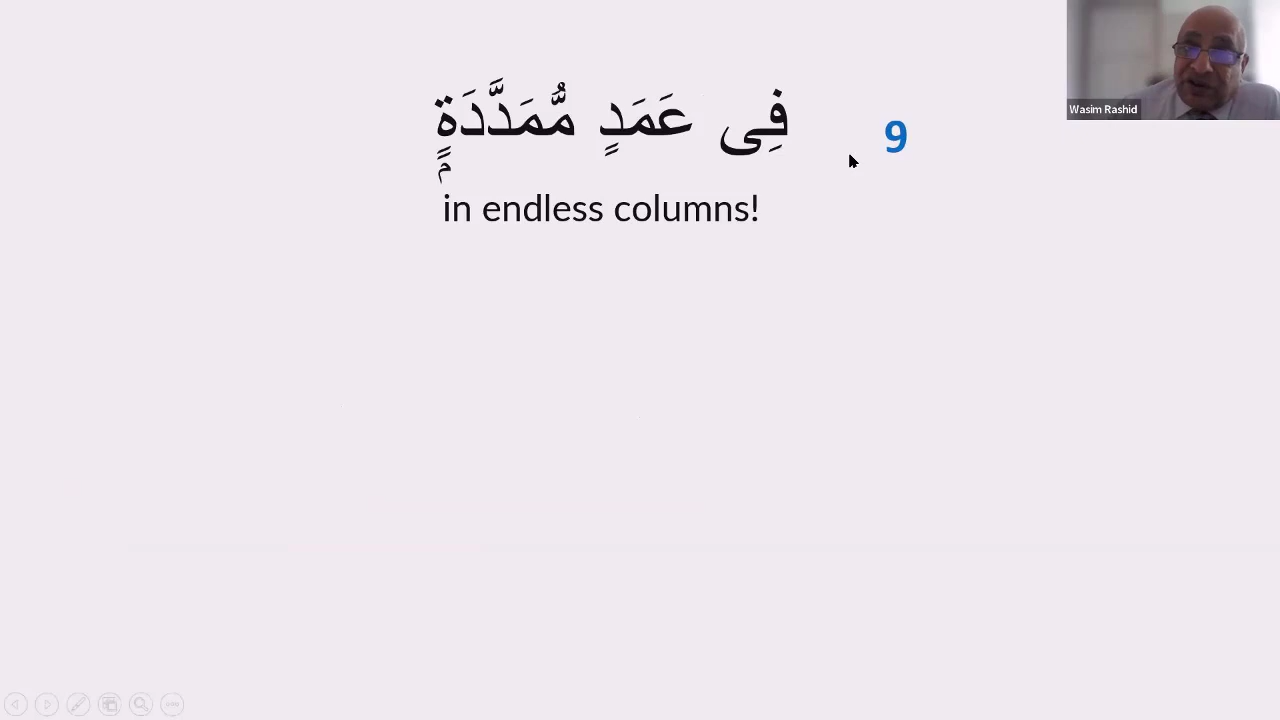 Wasim Rashid
فِى عَمَدٍ مُّمَدَّدَةٍۭ
9
in endless columns!